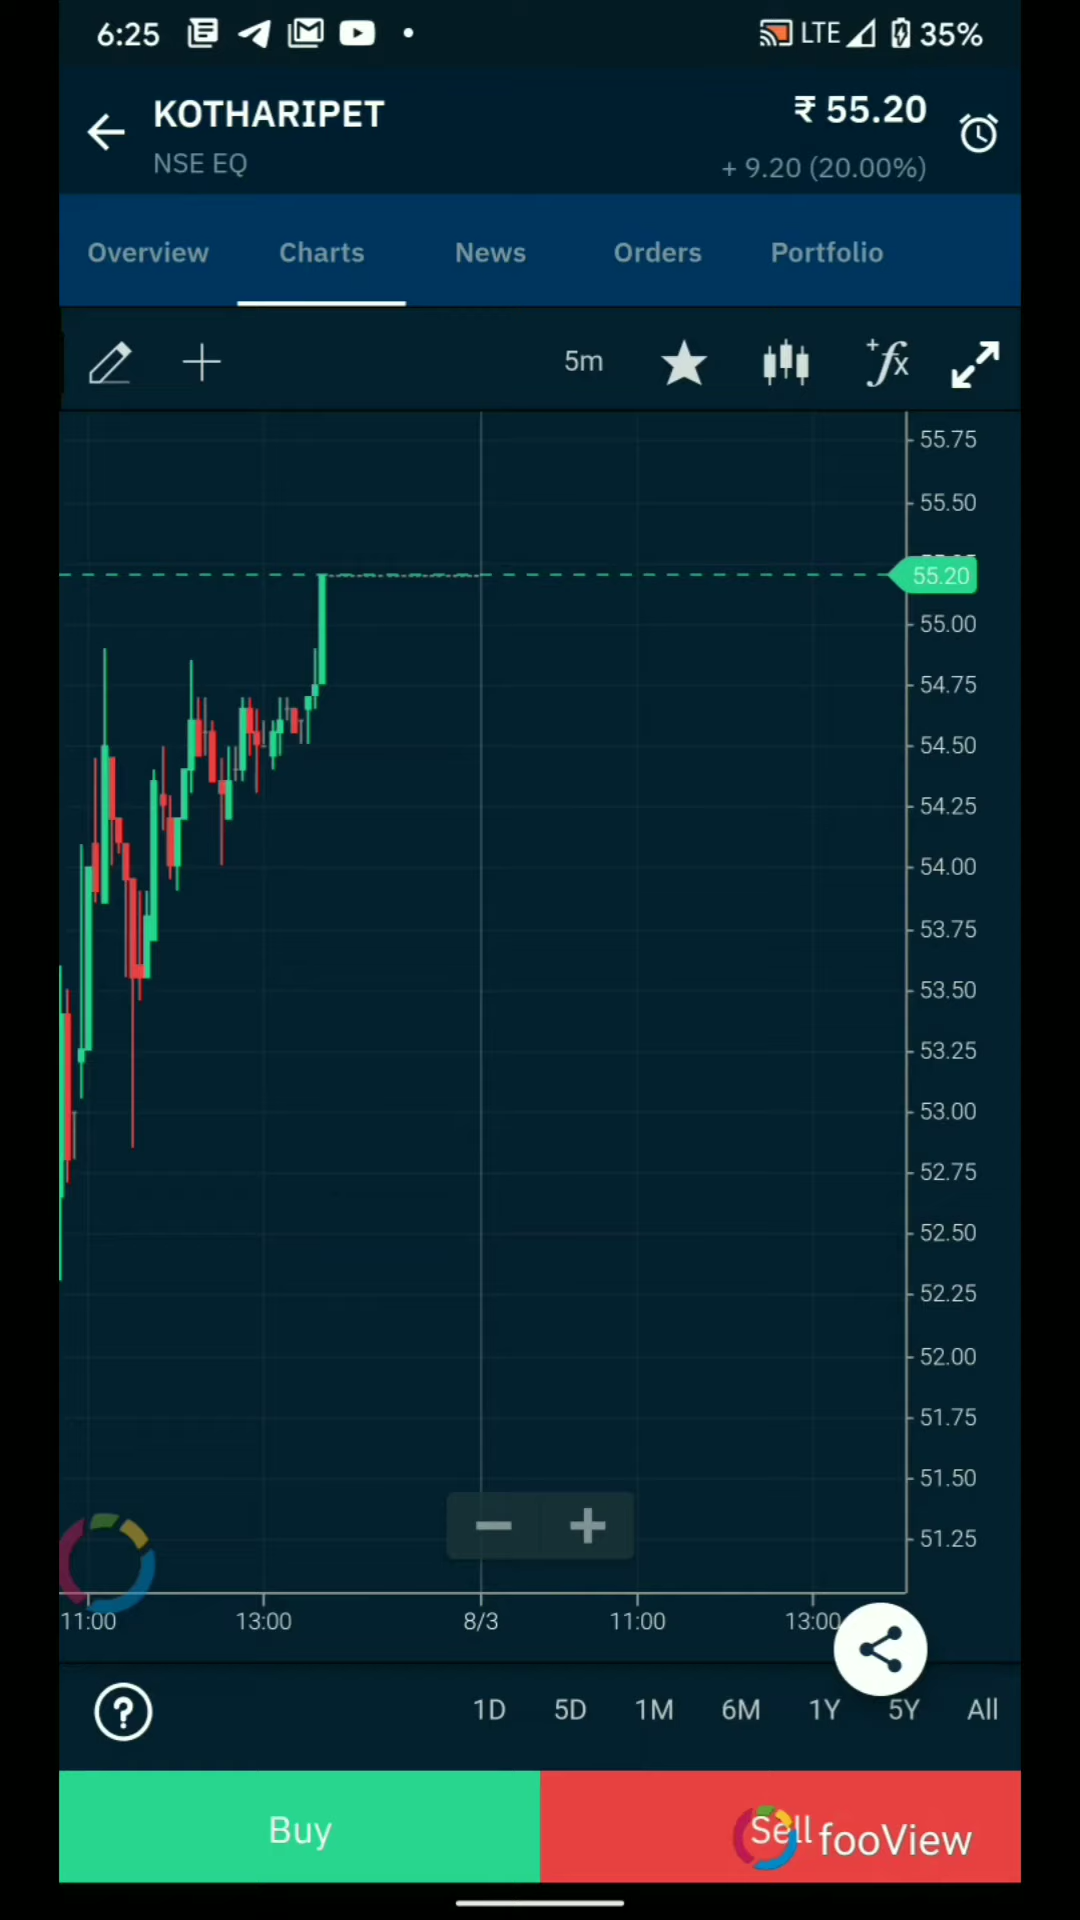 6:25 LTE 35%
KOTHARIPET ₹ 55.20
NSE EQ + 9.20 (20.00%)
Overview Charts News Orders Portfolio
5m +fx
55.75
55.50
55.20
55.00
54.75
54.50
54.25
54.00
53.75
53.50
53.25
53.00
52.75
52.50
52.25
52.00
51.75
51.50
51.25
11:00 13:00 8/3 11:00 13:00
1D 5D 1M 6M 1Y 5Y All
Buy Sell fooView